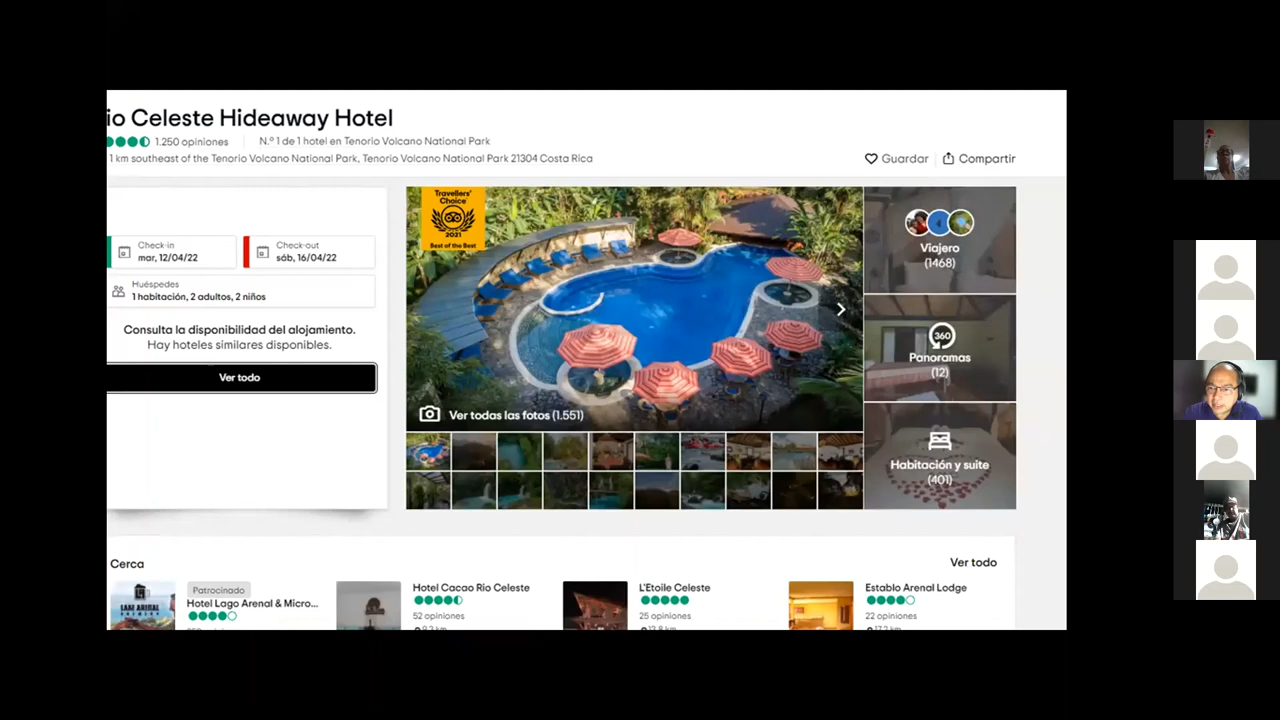 io Celeste Hideaway Hotel
1.250 opiniones
N.º 1 de 1 hotel en Tenorio Volcano National Park
1 km southeast of the Tenorio Volcano National Park, Tenorio Volcano National Park 21304 Costa Rica
Guardar
Compartir
Check-in
mar, 12/04/22
Check-out
sáb, 16/04/22
Huéspedes
1 habitación, 2 adultos, 2 niños
Consulta la disponibilidad del alojamiento.
Hay hoteles similares disponibles.
Ver todo
Travellers'
Choice
2021
Best of the Best
Ver todas las fotos (1.551)
Viajero
(1468)
360
Panoramas
(12)
Habitación y suite
(401)
Cerca
Ver todo
LAKE ARENAL
Patrocinado
Hotel Lago Arenal & Micro...
Hotel Cacao Rio Celeste
52 opiniones
L'Etoile Celeste
25 opiniones
Establo Arenal Lodge
22 opiniones